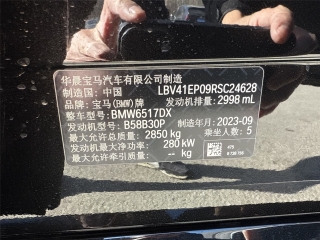 华晨宝马汽车有限公司制造
制造国:中国 LBV41EP09RSC24628
品牌:宝马(BMW)牌 发动机排量:2998 mL
整车型号:BMW6517DX
发动机型号:B58B30P 制造年月:2023-09
最大允许总质量:2850 kg 乘坐人数:5
发动机最大净功率:280 kW
最大允许牵引质量:-- kg